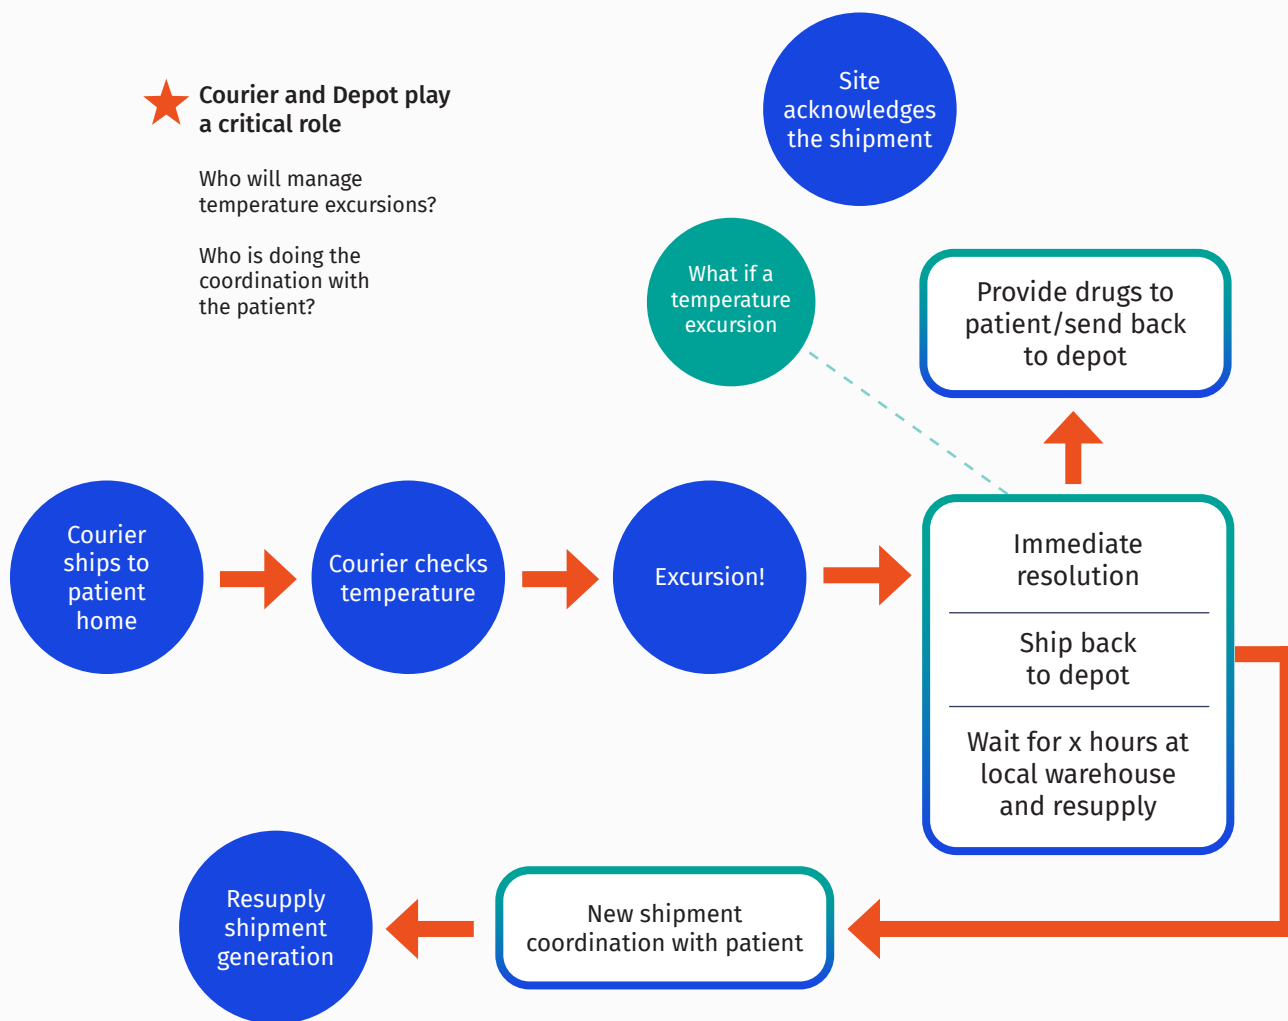 Courier and Depot play
a critical role
Who will manage
temperature excursions?
Who is doing the
coordination with
the patient?
Site
acknowledges
the shipment
What if a
temperature
excursion
Provide drugs to
patient/send back
to depot
Courier
ships to
patient
home
Courier checks
temperature
Excursion!
Immediate
resolution
Ship back
to depot
Wait for x hours at
local warehouse
and resupply
New shipment
coordination with patient
Resupply
shipment
generation